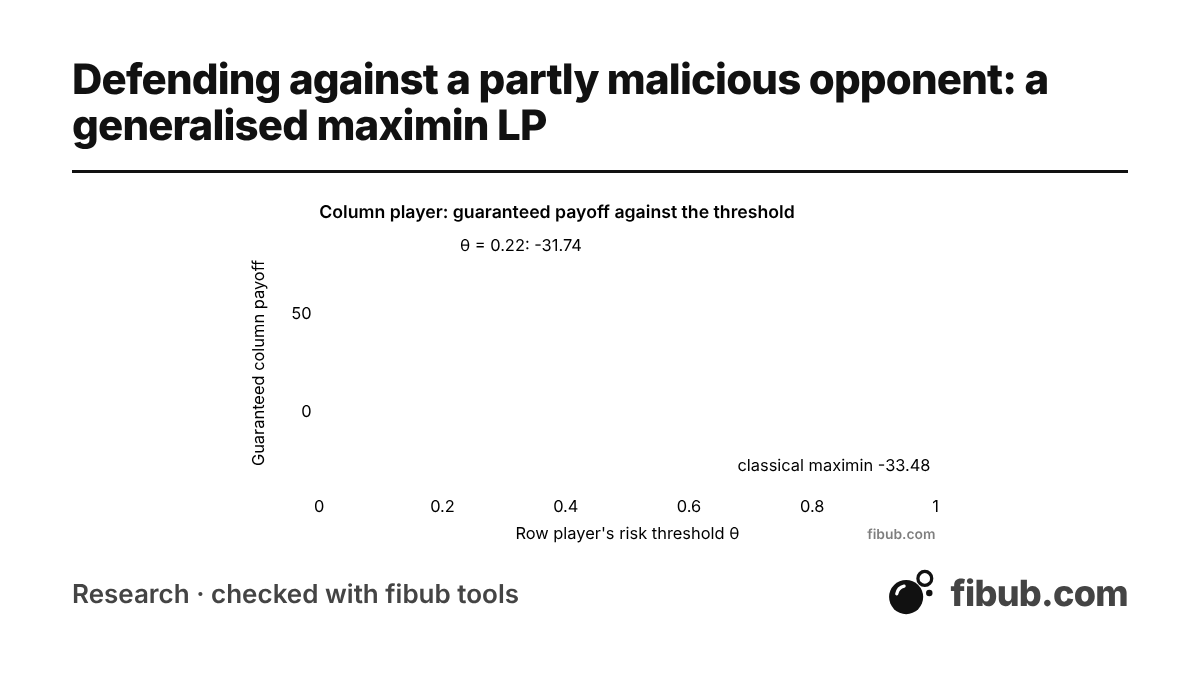 Defending against a partly malicious opponent: a
generalised maximin LP
Column player: guaranteed payoff against the threshold
θ = 0.22: -31.74
Guaranteed column payoff
50
0
classical maximin -33.48
0 0.2 0.4 0.6 0.8 1
Row player's risk threshold θ
fibub.com
Research · checked with fibub tools
fibub.com